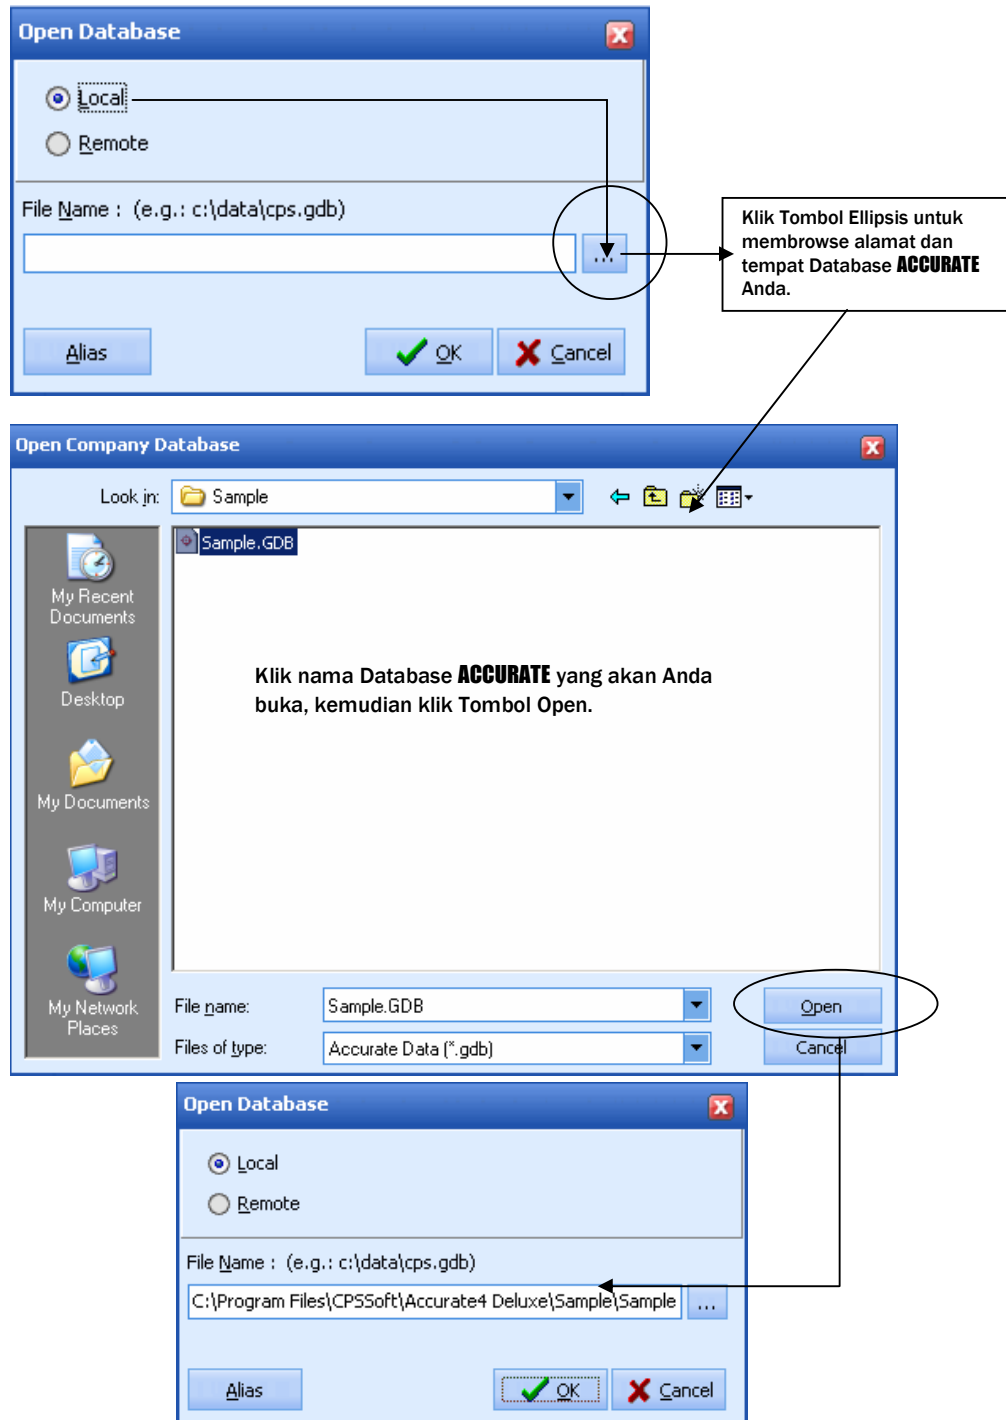 Open Database
Local
Remote
File Name : (e.g.: c:\data\cps.gdb)
...
Alias
OK
Cancel
Klik Tombol Ellipsis untuk
membrowse alamat dan
tempat Database ACCURATE
Anda.
Open Company Database
Look in:
Sample
Sample.GDB
My Recent
Documents
Desktop
My Documents
My Computer
My Network
Places
Klik nama Database ACCURATE yang akan Anda
buka, kemudian klik Tombol Open.
File name:
Sample.GDB
Open
Files of type:
Accurate Data (*.gdb)
Cancel
Open Database
Local
Remote
File Name : (e.g.: c:\data\cps.gdb)
C:\Program Files\CPSSoft\Accurate4 Deluxe\Sample\Sample
...
Alias
OK
Cancel